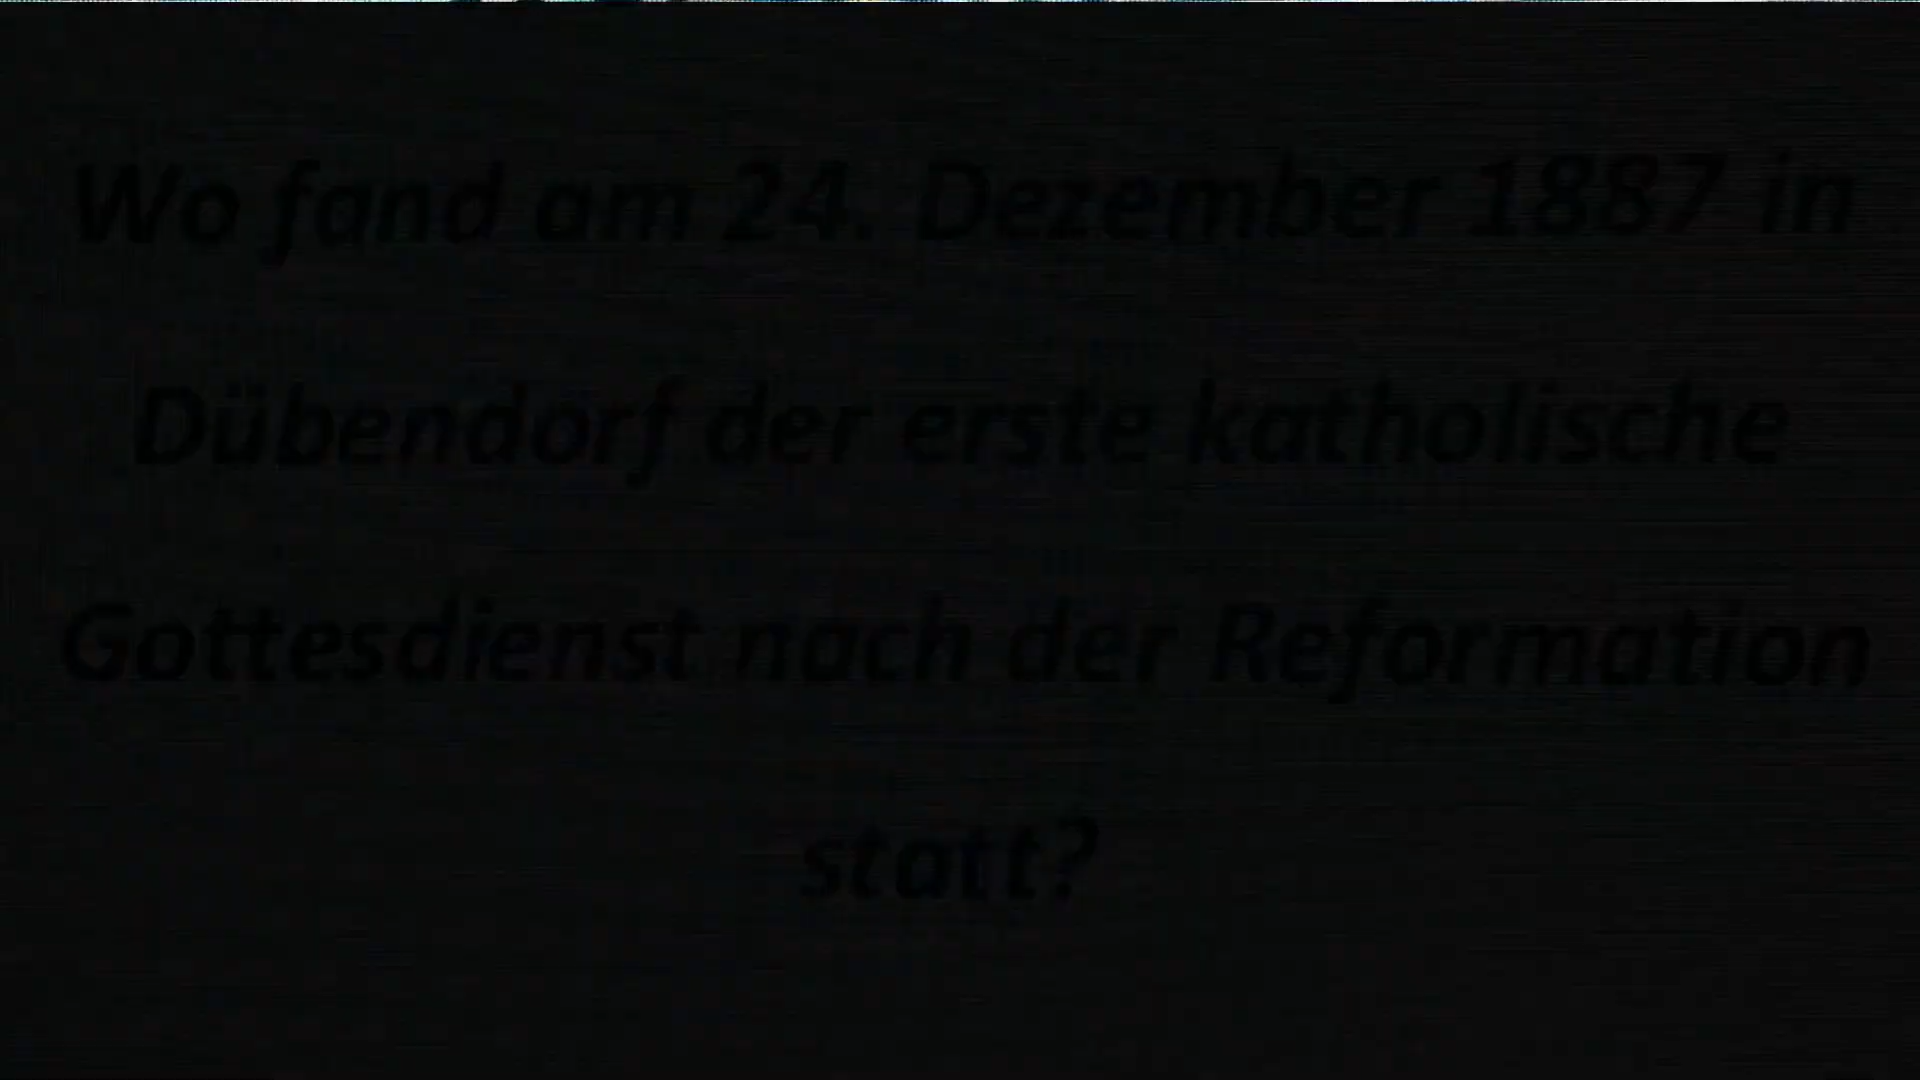 Wo fand am 24. Dezember 1887 in
Dübendorf der erste katholische
Gottesdienst nach der Reformation
statt?